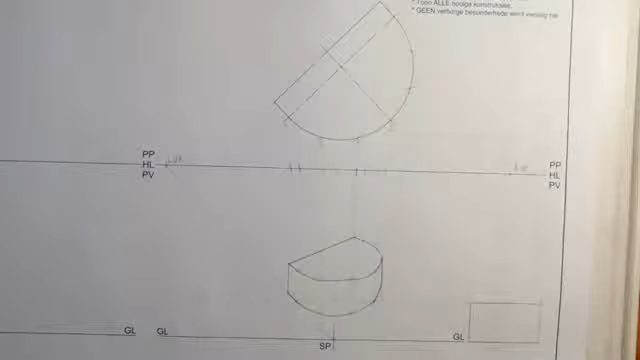 * Toon ALLE nodige konstruksies.
* GEEN verborge besonderhede word verlang nie
PP
HL
PV
PP
HL
PV
GL
GL
SP
GL